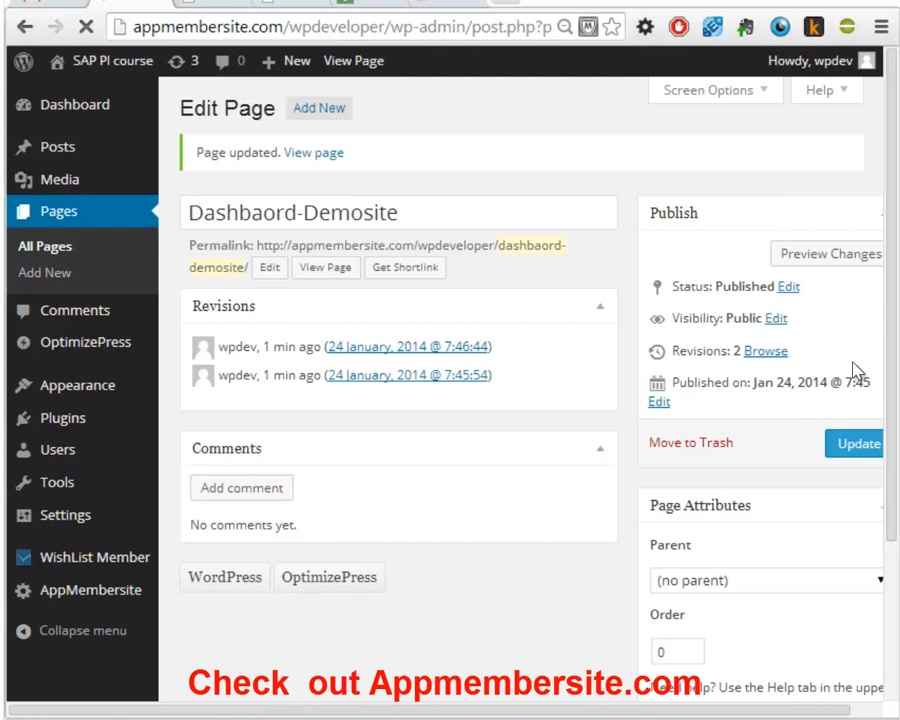 appmembersite.com/wpdeveloper/wp-admin/post.php?p
SAP PI course 3 0 New View Page Howdy, wpdev
Dashboard
Posts
Media
Pages
All Pages
Add New
Comments
OptimizePress
Appearance
Plugins
Users
Tools
Settings
WishList Member
AppMembersite
Collapse menu
Screen Options Help
Edit Page Add New
Page updated. View page
Dashbaord-Demosite
Permalink: http://appmembersite.com/wpdeveloper/dashbaord-
demosite/ Edit View Page Get Shortlink
Revisions
wpdev, 1 min ago (24 January, 2014 @ 7:46:44)
wpdev, 1 min ago (24 January, 2014 @ 7:45:54)
Comments
Add comment
No comments yet.
WordPress OptimizePress
Publish
Preview Changes
Status: Published Edit
Visibility: Public Edit
Revisions: 2 Browse
Published on: Jan 24, 2014 @ 7:45
Edit
Move to Trash Update
Page Attributes
Parent
(no parent)
Order
0
Need help? Use the Help tab in the uppe
Check out Appmembersite.com